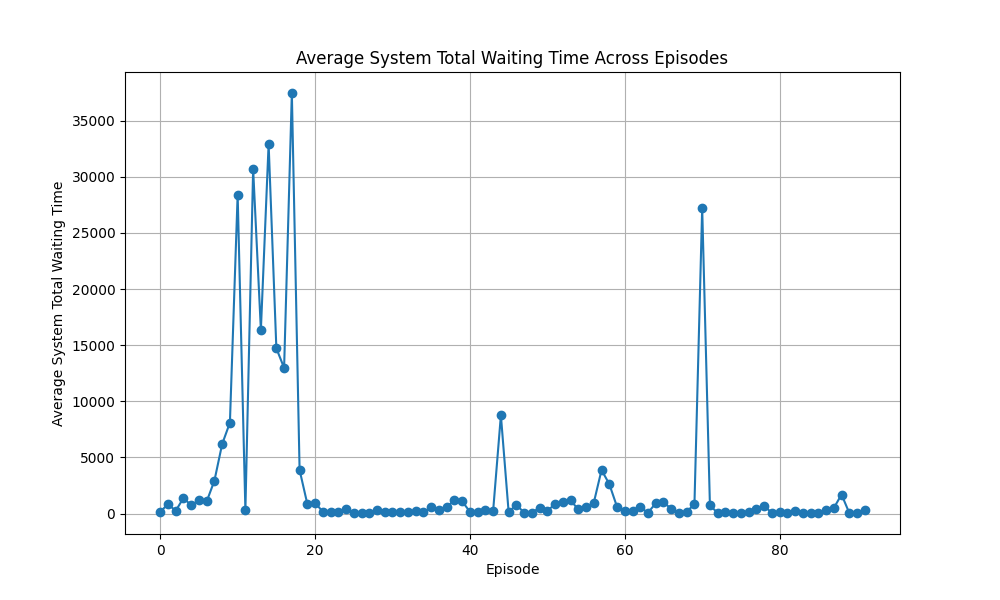 Average System Total Waiting Time Across Episodes
35000
30000
25000
20000
15000
10000
5000
0
Average System Total Waiting Time
0 20 40 60 80
Episode